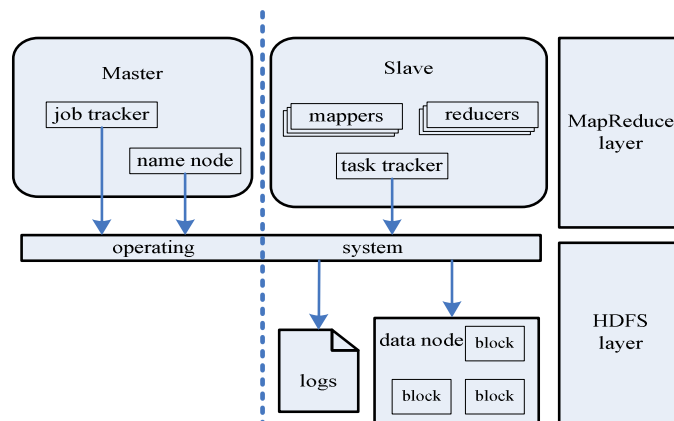 Master
job tracker
name node
Slave
mappers
reducers
task tracker
MapReduce
layer
operating system
logs
data node
block
block
block
HDFS
layer